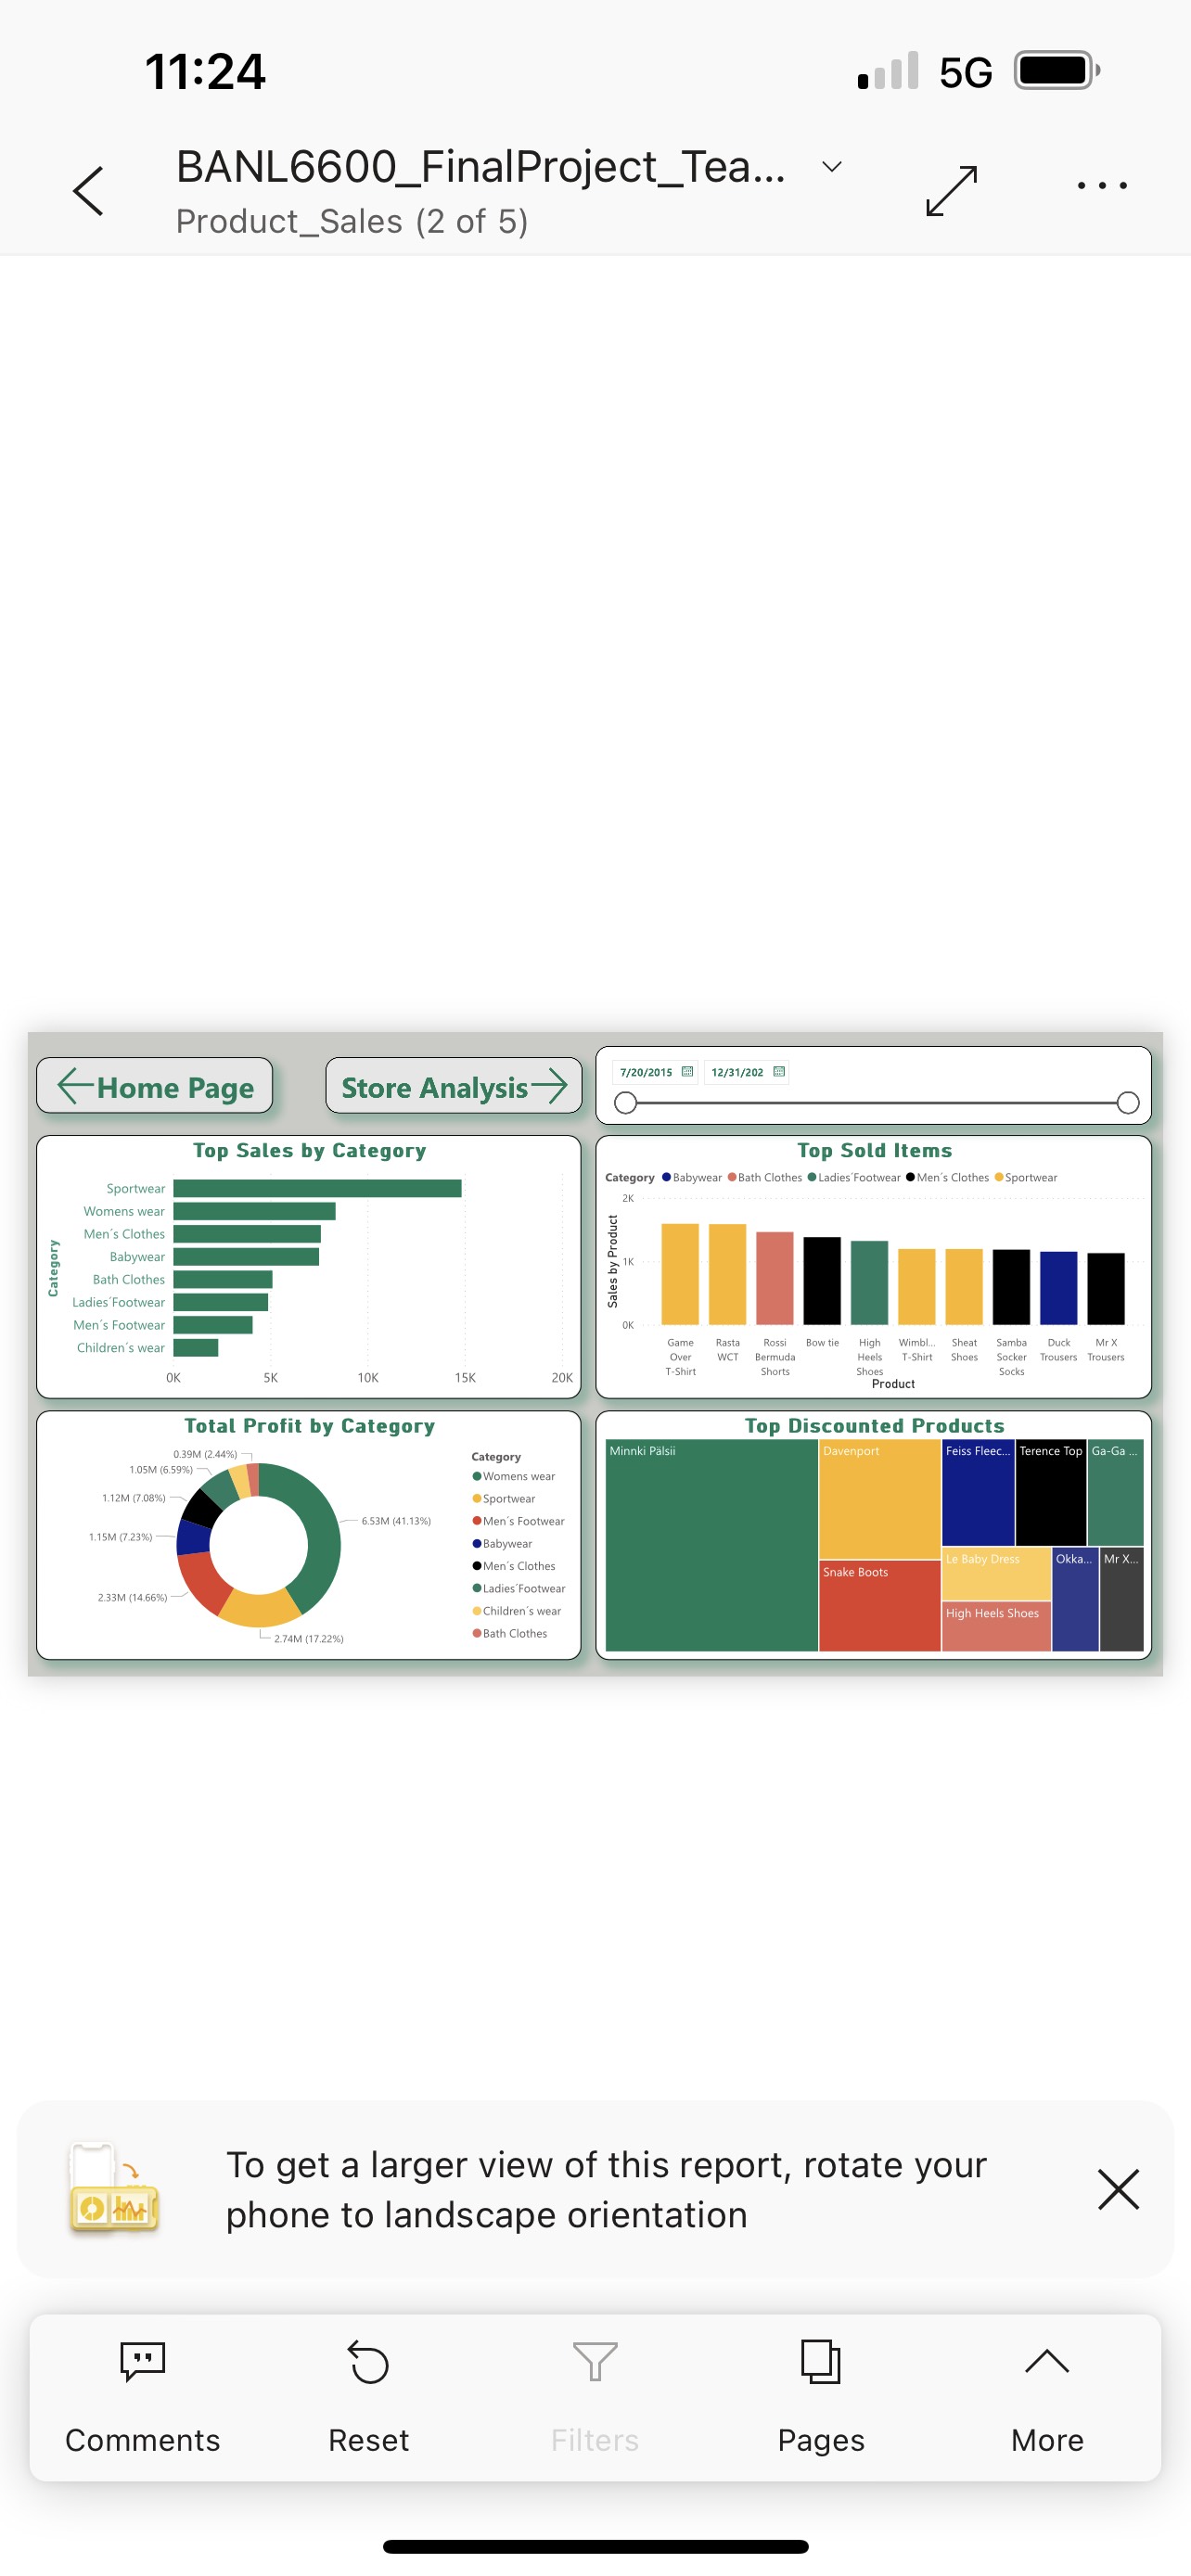 11:24
5G
BANL6600_FinalProject_Tea...
Product_Sales (2 of 5)
Home Page
Store Analysis
7/20/2015
12/31/202
Top Sales by Category
Category
Sportwear
Womens wear
Men´s Clothes
Babywear
Bath Clothes
Ladies´Footwear
Men´s Footwear
Children´s wear
0K 5K 10K 15K 20K
Top Sold Items
Category Babywear Bath Clothes Ladies´Footwear Men´s Clothes Sportwear
Sales by Product
2K
1K
0K
Game Over T-Shirt
Rasta WCT
Rossi Bermuda Shorts
Bow tie
High Heels Shoes
Wimbl... T-Shirt
Sheat Shoes
Samba Socker Socks
Duck Trousers
Mr X Trousers
Product
Total Profit by Category
0.39M (2.44%)
1.05M (6.59%)
1.12M (7.08%)
1.15M (7.23%)
2.33M (14.66%)
2.74M (17.22%)
6.53M (41.13%)
Category
Womens wear
Sportwear
Men´s Footwear
Babywear
Men´s Clothes
Ladies´Footwear
Children´s wear
Bath Clothes
Top Discounted Products
Minnki Pälsii
Davenport
Snake Boots
Feiss Fleec...
Terence Top
Ga-Ga ...
Le Baby Dress
High Heels Shoes
Okka...
Mr X...
To get a larger view of this report, rotate your
phone to landscape orientation
Comments
Reset
Filters
Pages
More